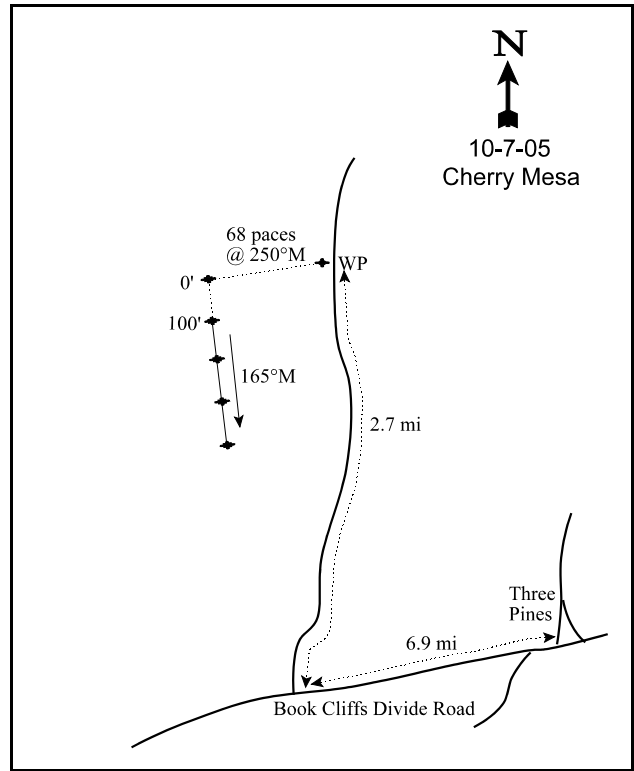 N
10-7-05
Cherry Mesa
68 paces
@ 250°M
WP
0'
100'
165°M
2.7 mi
Three
Pines
6.9 mi
Book Cliffs Divide Road